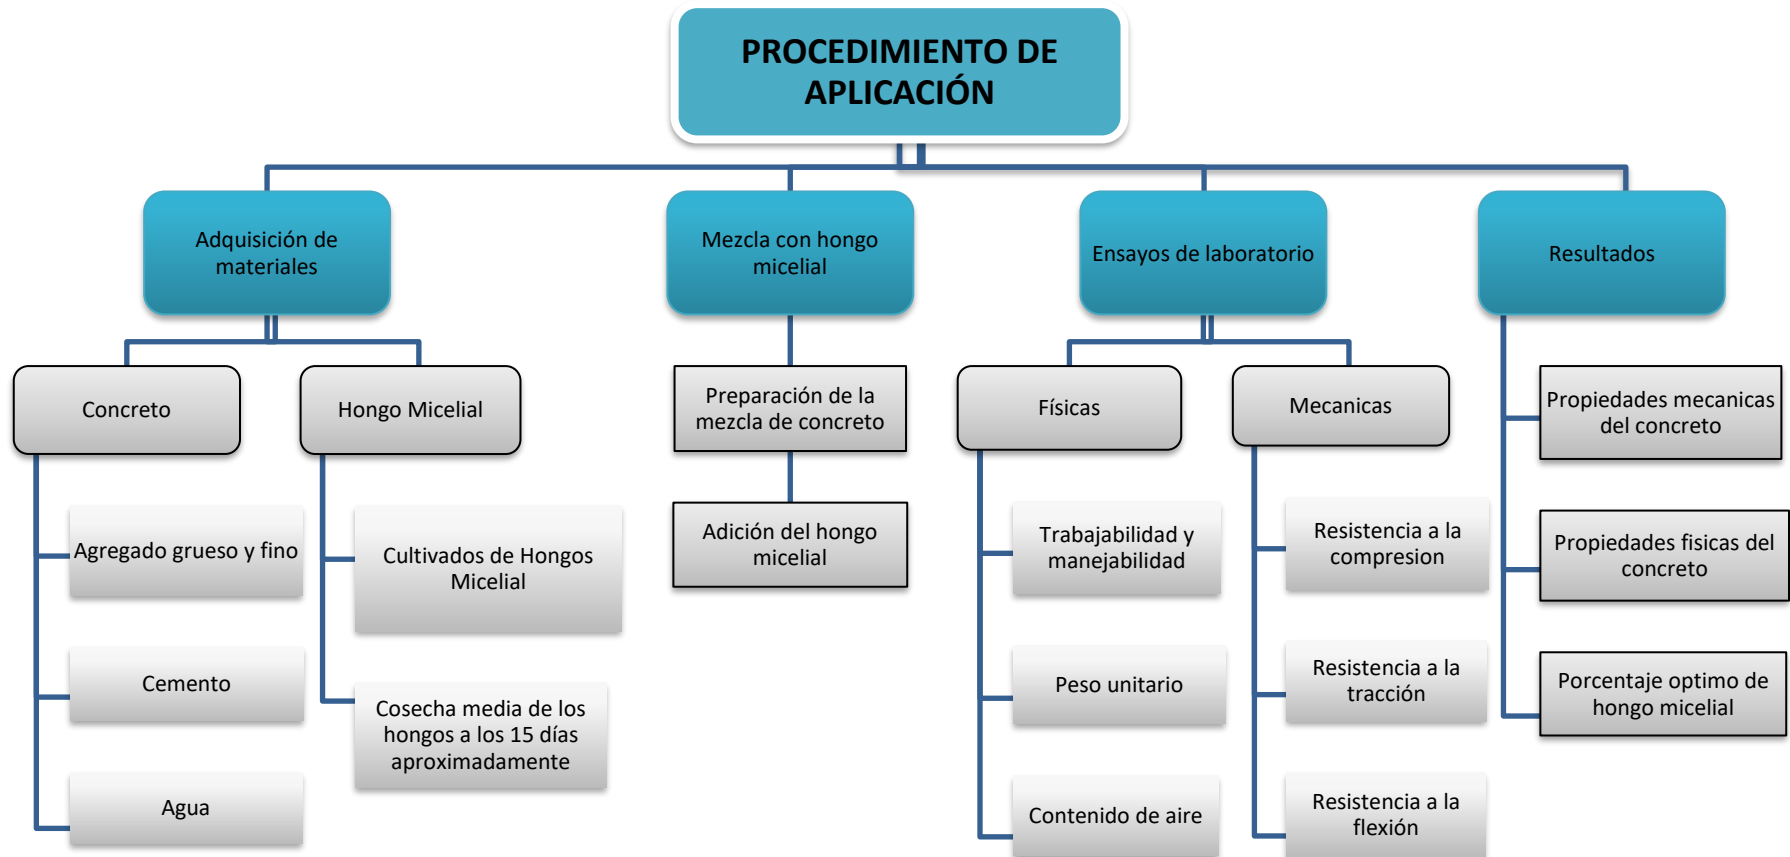 PROCEDIMIENTO DE
APLICACIÓN
Adquisición de
materiales
Mezcla con hongo
micelial
Ensayos de laboratorio
Resultados
Concreto
Hongo Micelial
Preparación de la
mezcla de concreto
Físicas
Mecanicas
Propiedades mecanicas
del concreto
Agregado grueso y fino
Cultivados de Hongos
Micelial
Adición del hongo
micelial
Trabajabilidad y
manejabilidad
Resistencia a la
compresion
Propiedades fisicas del
concreto
Cemento
Cosecha media de los
hongos a los 15 días
aproximadamente
Peso unitario
Resistencia a la
tracción
Porcentaje optimo de
hongo micelial
Agua
Contenido de aire
Resistencia a la
flexión